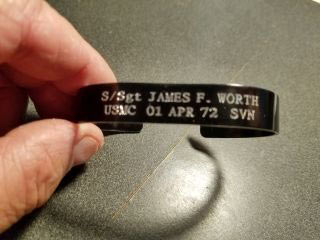 S/Sgt JAMES F. WORTH
USMC 01 APR 72 SVN